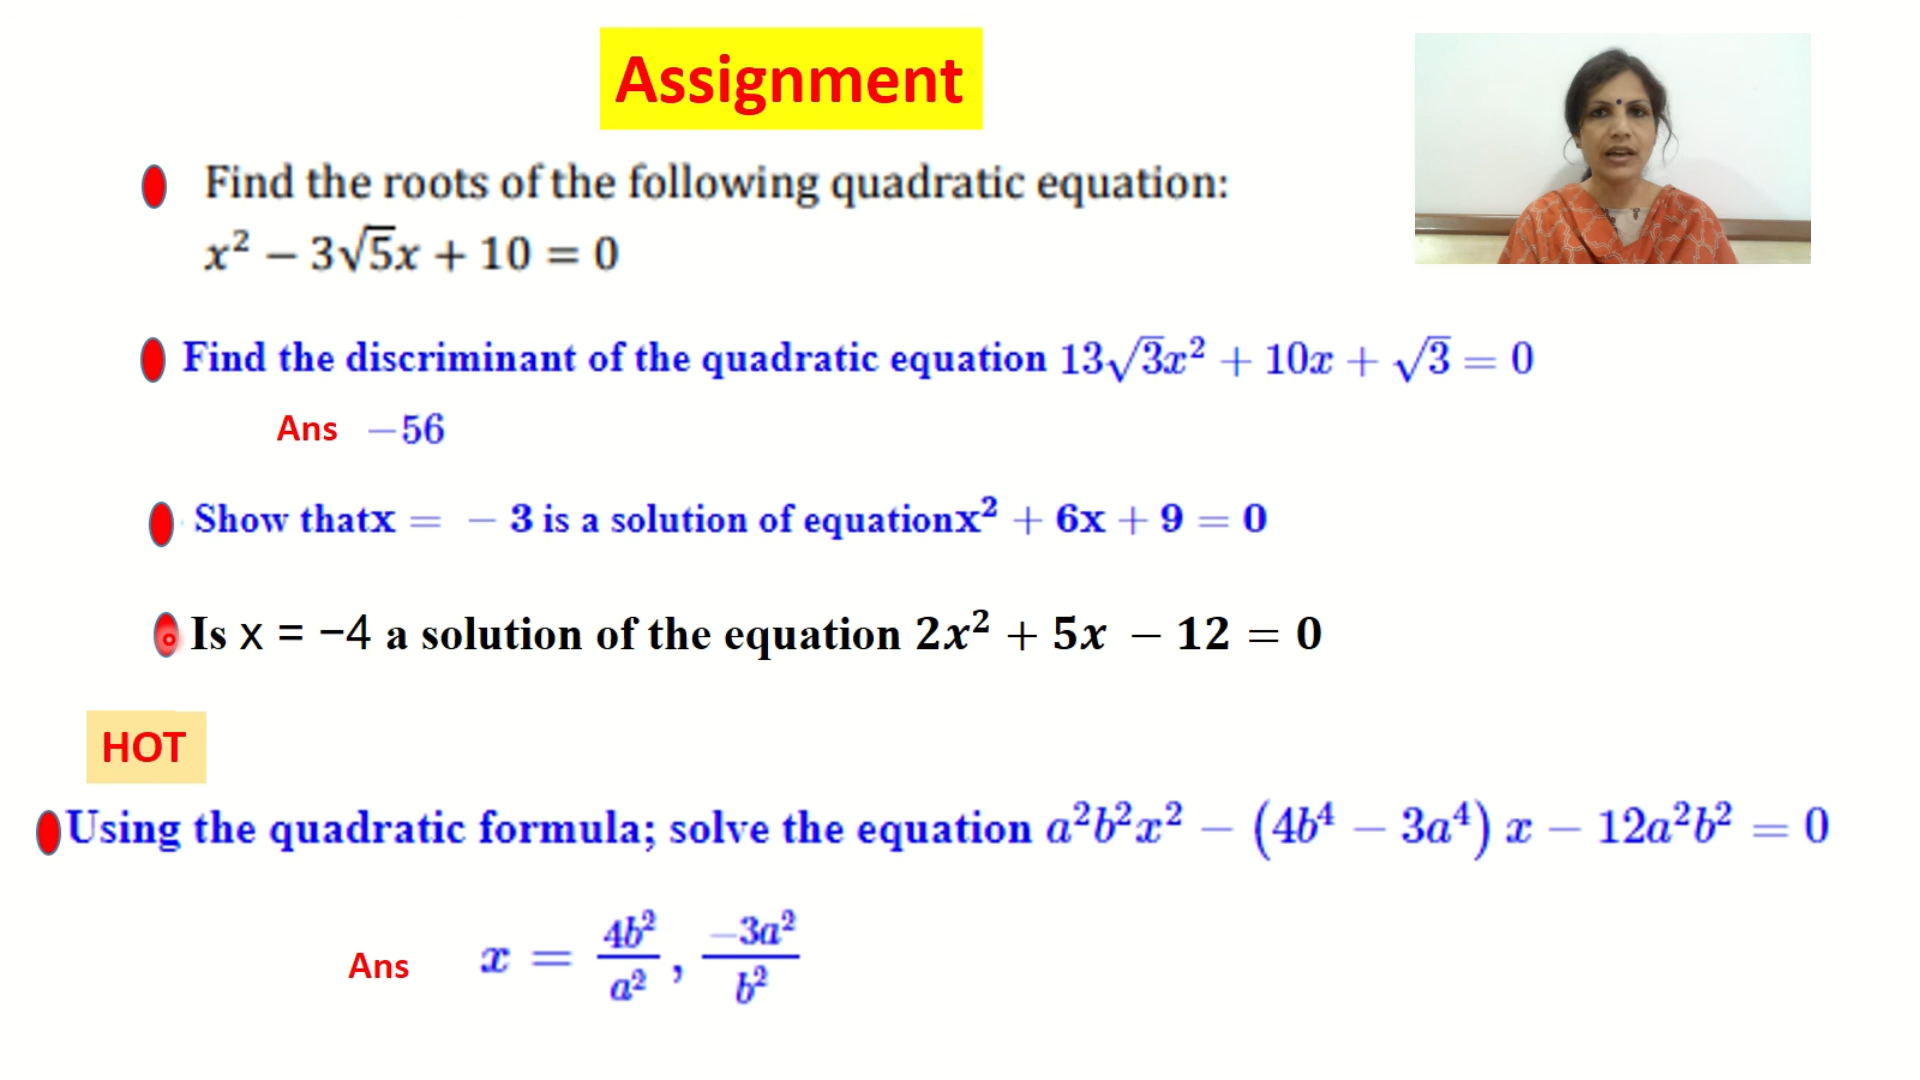 Assignment
Find the roots of the following quadratic equation:
x² − 3√5x + 10 = 0
Find the discriminant of the quadratic equation 13√3x² + 10x + √3 = 0
Ans −56
Show thatx = − 3 is a solution of equationx² + 6x + 9 = 0
Is x = −4 a solution of the equation 2x² + 5x − 12 = 0
HOT
Using the quadratic formula; solve the equation a²b²x² − (4b⁴ − 3a⁴) x − 12a²b² = 0
Ans x = 4b²/a² , −3a²/b²